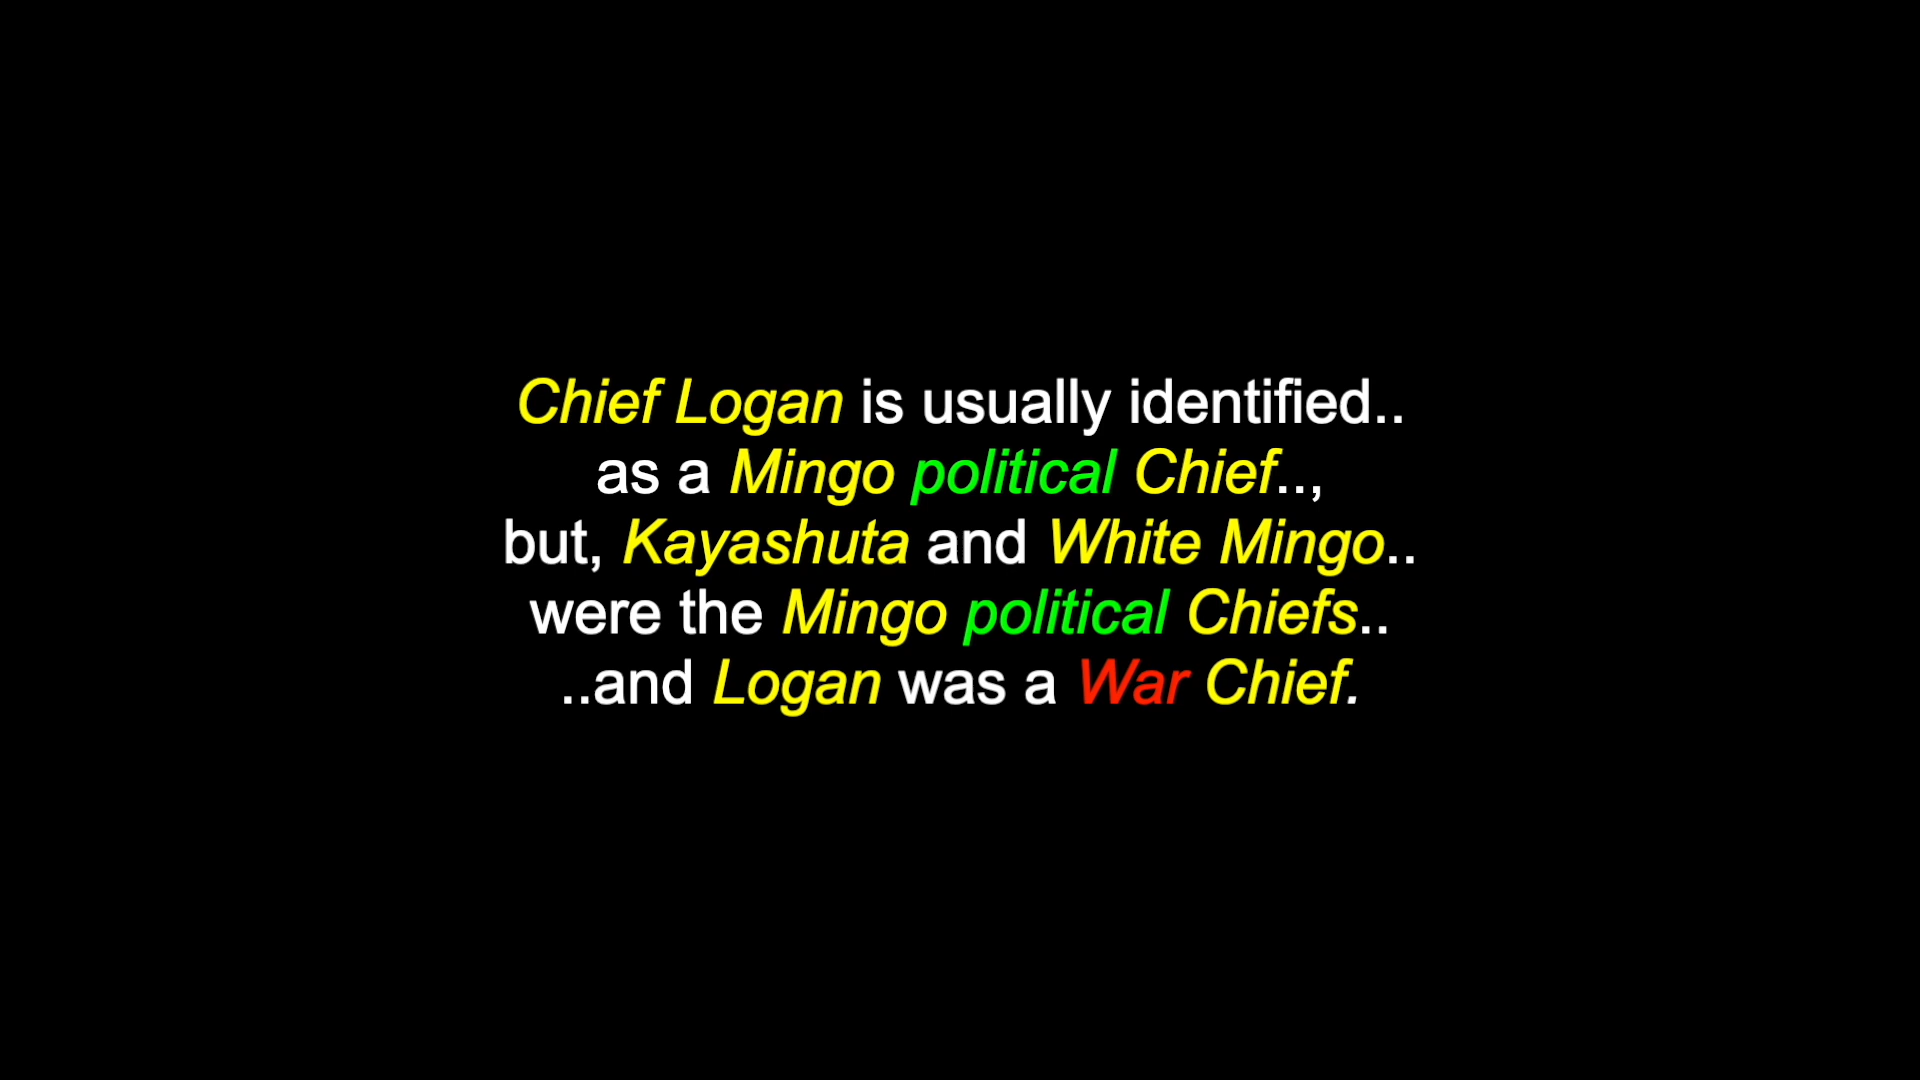 Chief Logan is usually identified..
as a Mingo political Chief..,
but, Kayashuta and White Mingo..
were the Mingo political Chiefs..
..and Logan was a War Chief.